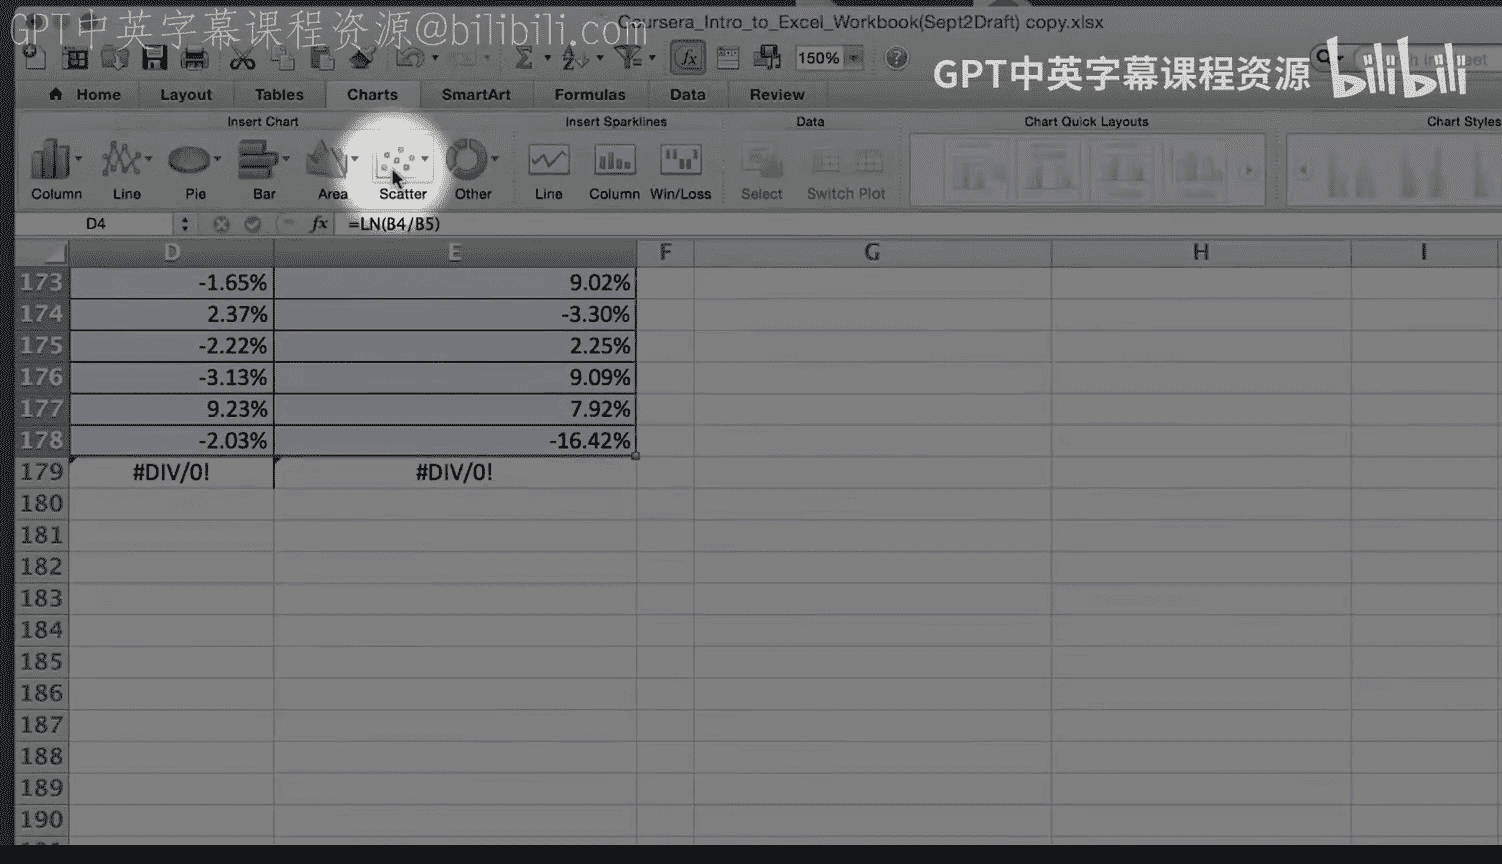 GPT中英字幕课程资源@bilibili.com
Coursera_Intro_to_Excel_Workbook(Sept2Draft) copy.xlsx
150%
GPT中英字幕课程资源 bilibili
Home Layout Tables Charts SmartArt Formulas Data Review
Insert Chart Insert Sparklines Data Chart Quick Layouts Chart Styles
Column Line Pie Bar Area Scatter Other Line Column Win/Loss Select Switch Plot
D4 fx =LN(B4/B5)
D E F G H I
173 -1.65% 9.02%
174 2.37% -3.30%
175 -2.22% 2.25%
176 -3.13% 9.09%
177 9.23% 7.92%
178 -2.03% -16.42%
179 #DIV/0! #DIV/0!
180
181
182
183
184
185
186
187
188
189
190